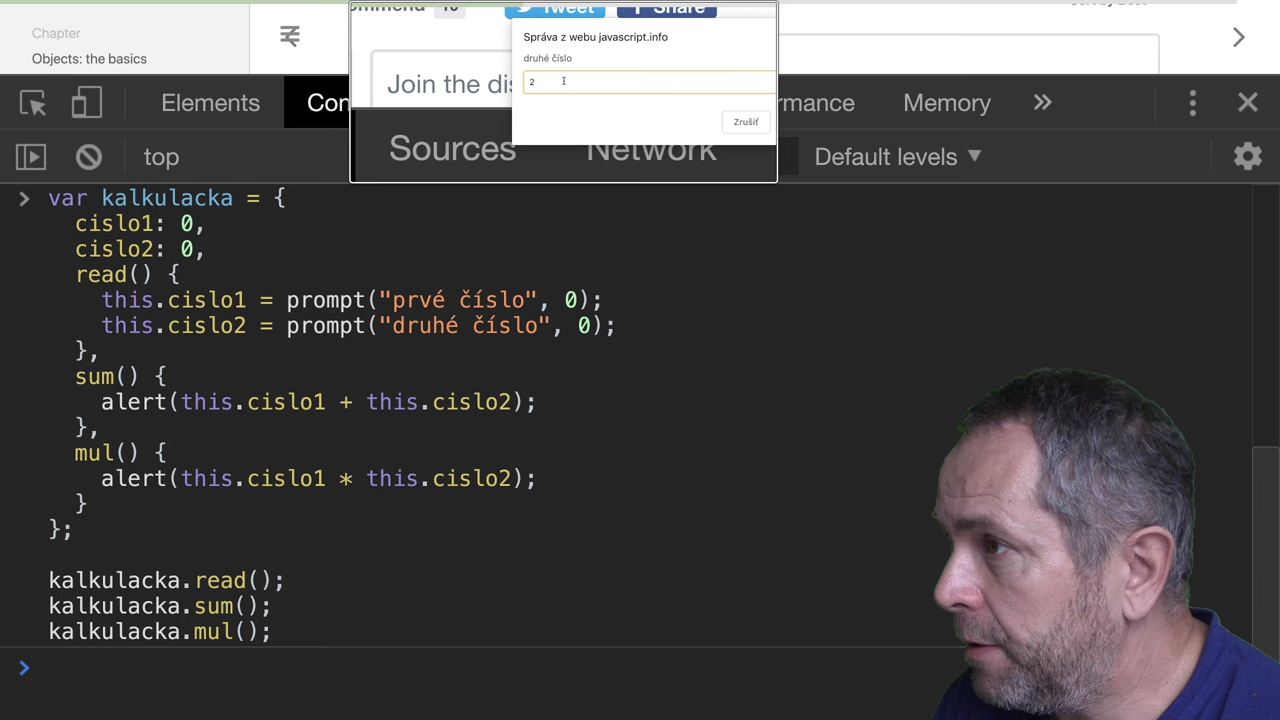 Tweet
Share
Chapter
Objects: the basics
Správa z webu javascript.info
druhé číslo
2
Zrušiť
Join the dis
Elements
Con
rmance
Memory
Sources
Network
top
Default levels ▼
var kalkulacka = {
cislo1: 0,
cislo2: 0,
read() {
this.cislo1 = prompt("prvé číslo", 0);
this.cislo2 = prompt("druhé číslo", 0);
},
sum() {
alert(this.cislo1 + this.cislo2);
},
mul() {
alert(this.cislo1 * this.cislo2);
}
};
kalkulacka.read();
kalkulacka.sum();
kalkulacka.mul();